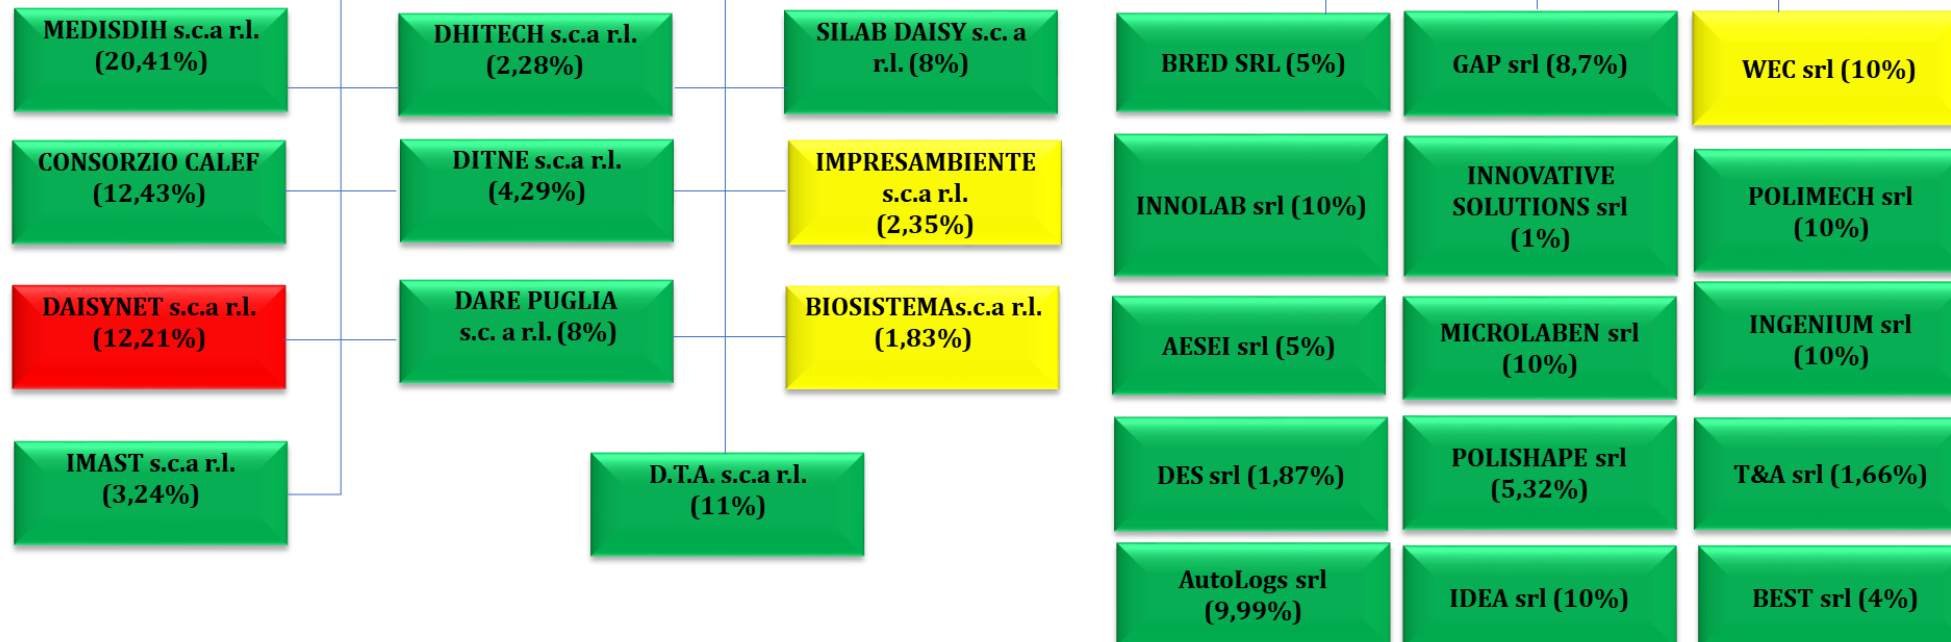 MEDISDIH s.c.a r.l.
(20,41%)
DHITECH s.c.a r.l.
(2,28%)
SILAB DAISY s.c. a
r.l. (8%)
CONSORZIO CALEF
(12,43%)
DITNE s.c.a r.l.
(4,29%)
IMPRESAMBIENTE
s.c.a r.l.
(2,35%)
DAISYNET s.c.a r.l.
(12,21%)
DARE PUGLIA
s.c. a r.l. (8%)
BIOSISTEMAs.c.a r.l.
(1,83%)
IMAST s.c.a r.l.
(3,24%)
D.T.A. s.c.a r.l.
(11%)
BRED SRL (5%)
GAP srl (8,7%)
WEC srl (10%)
INNOLAB srl (10%)
INNOVATIVE
SOLUTIONS srl
(1%)
POLIMECH srl
(10%)
AESEI srl (5%)
MICROLABEN srl
(10%)
INGENIUM srl
(10%)
DES srl (1,87%)
POLISHAPE srl
(5,32%)
T&A srl (1,66%)
AutoLogs srl
(9,99%)
IDEA srl (10%)
BEST srl (4%)